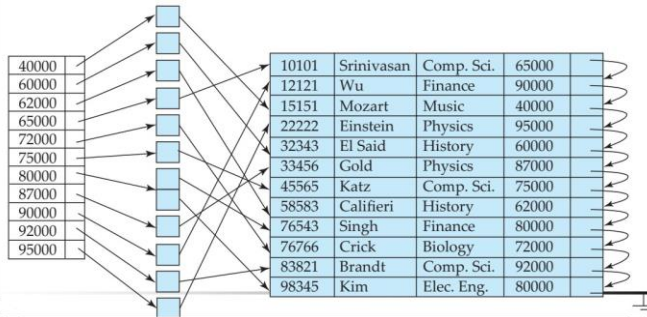 40000
60000
62000
65000
72000
75000
80000
87000
90000
92000
95000
10101 Srinivasan Comp. Sci. 65000
12121 Wu Finance 90000
15151 Mozart Music 40000
22222 Einstein Physics 95000
32343 El Said History 60000
33456 Gold Physics 87000
45565 Katz Comp. Sci. 75000
58583 Califieri History 62000
76543 Singh Finance 80000
76766 Crick Biology 72000
83821 Brandt Comp. Sci. 92000
98345 Kim Elec. Eng. 80000